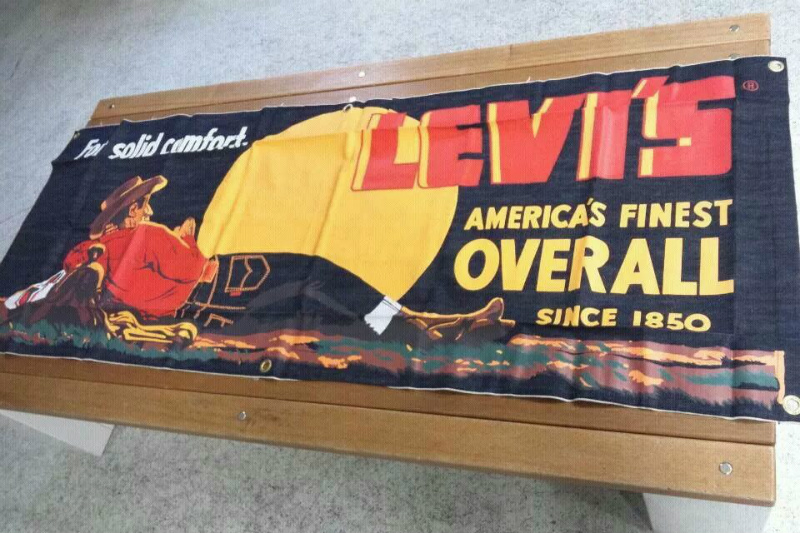 For solid comfort.
LEVI'S ®
AMERICA'S FINEST
OVERALL
SINCE 1850